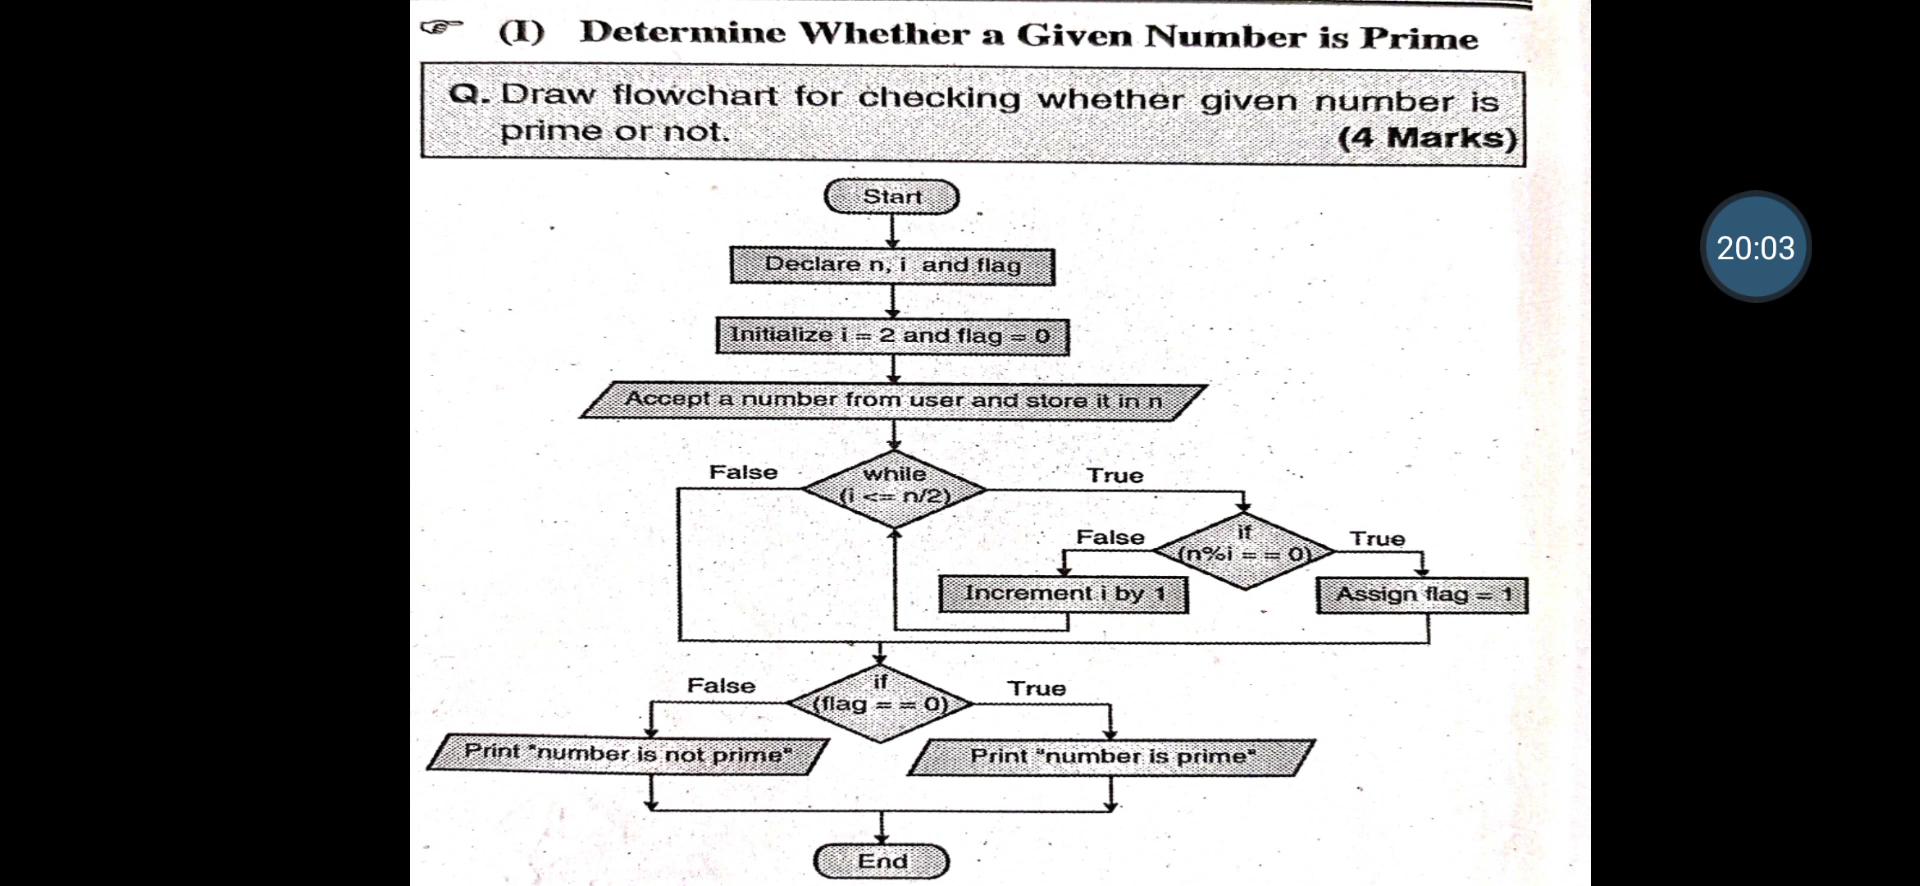 (I) Determine Whether a Given Number is Prime
Q. Draw flowchart for checking whether given number is
prime or not. (4 Marks)
Start
20:03
Declare n, i and flag
Initialize i = 2 and flag = 0
Accept a number from user and store it in n
False
while
(i <= n/2)
True
False
if
(n%i = = 0)
True
Increment i by 1
Assign flag = 1
False
if
(flag = = 0)
True
Print "number is not prime"
Print "number is prime"
End